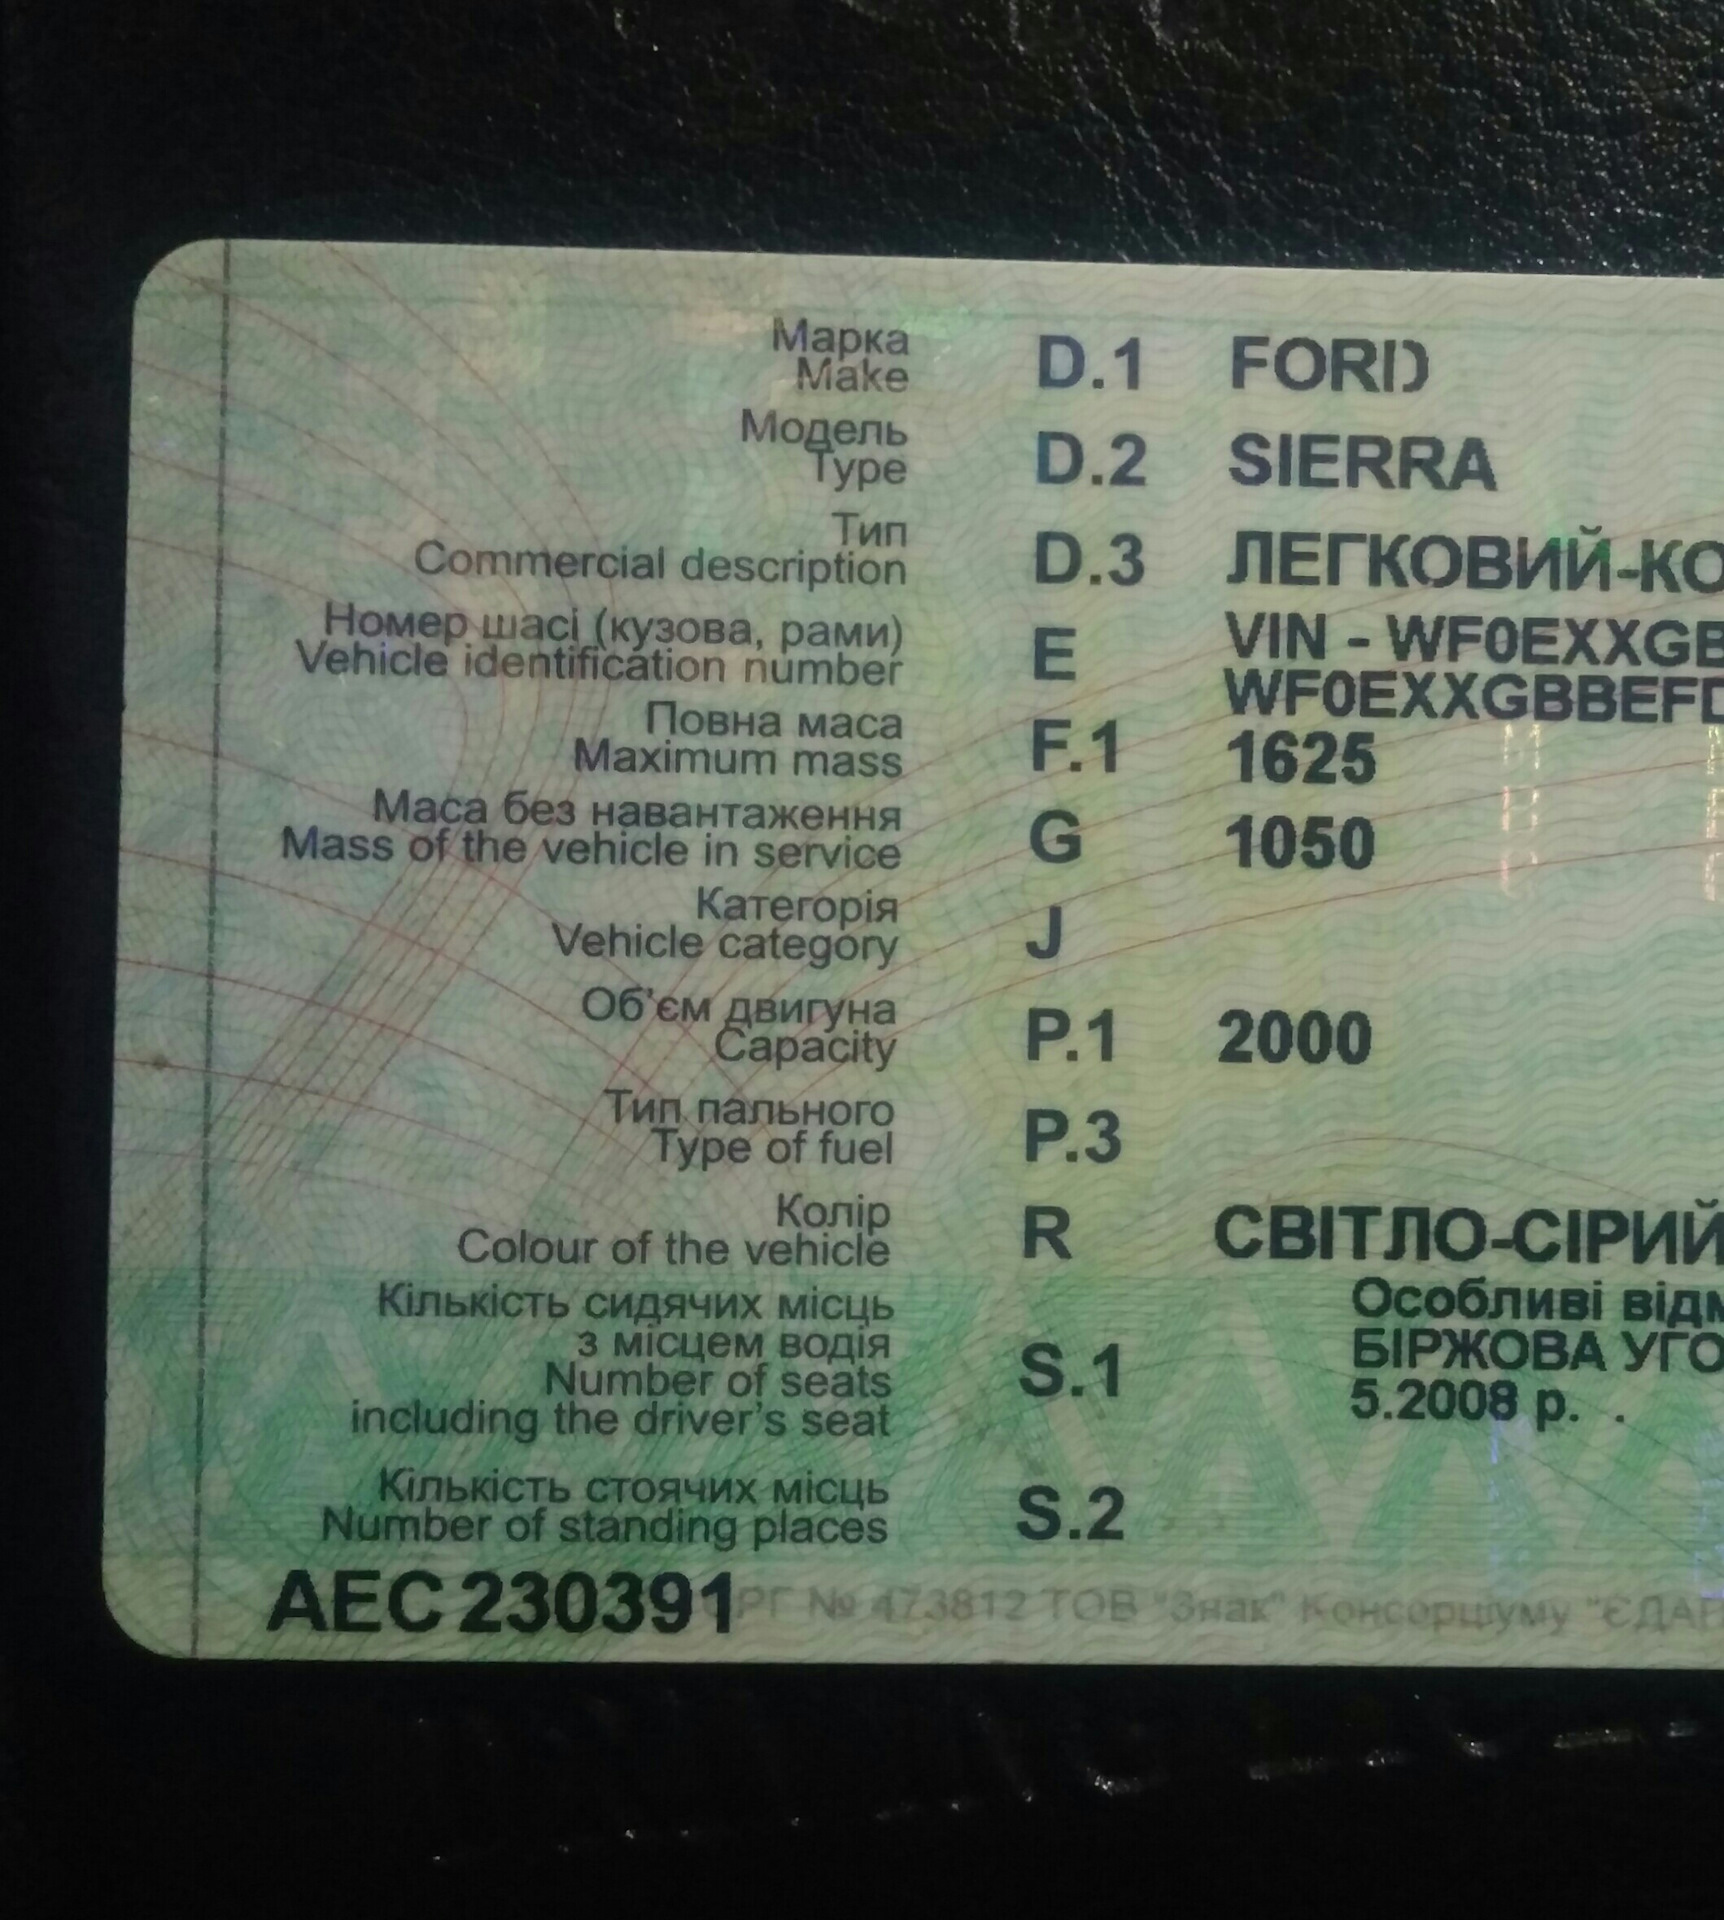 Марка
Make D.1 FORD
Модель
Type D.2 SIERRA
Тип
Commercial description D.3 ЛЕГКОВИЙ-КО
Номер шасі (кузова, рами)
Vehicle identification number E VIN - WF0EXXGB
WF0EXXGBBEFD
Повна маса
Maximum mass F.1 1625
Маса без навантаження
Mass of the vehicle in service G 1050
Категорія
Vehicle category J
Об'єм двигуна
Capacity P.1 2000
Тип пального
Type of fuel P.3
Колір
Colour of the vehicle R СВІТЛО-СІРИЙ
Кількість сидячих місць
з місцем водія
Number of seats
including the driver's seat S.1
Особливі відм
БІРЖОВА УГО
5.2008 р. .
Кількість стоячих місць
Number of standing places S.2
АЕС 230391
№ 473812 ТОВ "Знак" Консорціуму "ЄДАП